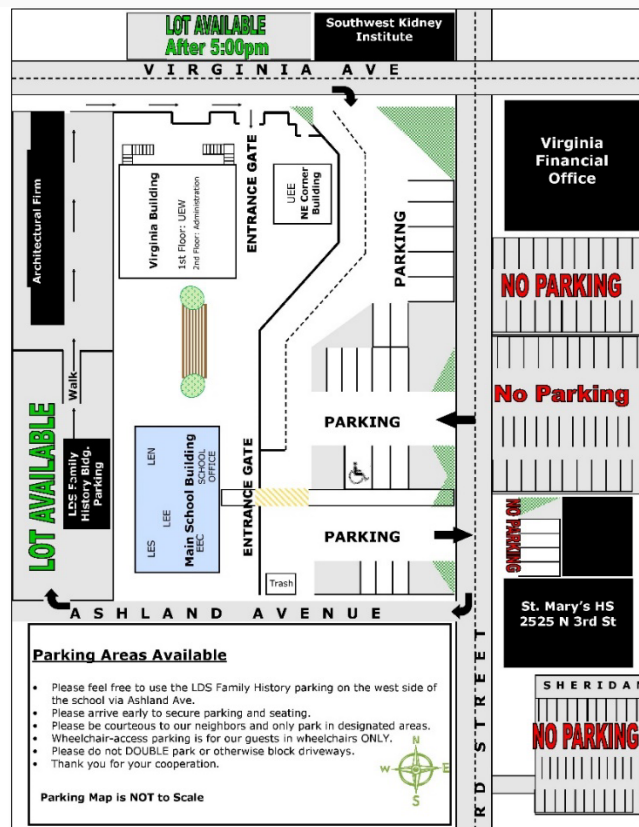 LOT AVAILABLE
After 5:00pm
Southwest Kidney
Institute
VIRGINIA AVE
Architectural Firm
Virginia Building
1st Floor: UEW
2nd Floor: Administration
ENTRANCE GATE
UEE
NE Corner
Building
PARKING
Virginia
Financial
Office
NO PARKING
No Parking
LOT AVAILABLE
Walk
LDS Family
History Bldg.
Parking
LEN
LEE
LES
Main School Building
SCHOOL
OFFICE
EEC
ENTRANCE GATE
PARKING
PARKING
Trash
NO PARKING
St. Mary's HS
2525 N 3rd St
ASHLAND AVENUE
RD STREET
SHERIDAN
NO PARKING
Parking Areas Available
• Please feel free to use the LDS Family History parking on the west side of
the school via Ashland Ave.
• Please arrive early to secure parking and seating.
• Please be courteous to our neighbors and only park in designated areas.
• Wheelchair-access parking is for our guests in wheelchairs ONLY.
• Please do not DOUBLE park or otherwise block driveways.
• Thank you for your cooperation.
N
W E
S
Parking Map is NOT to Scale